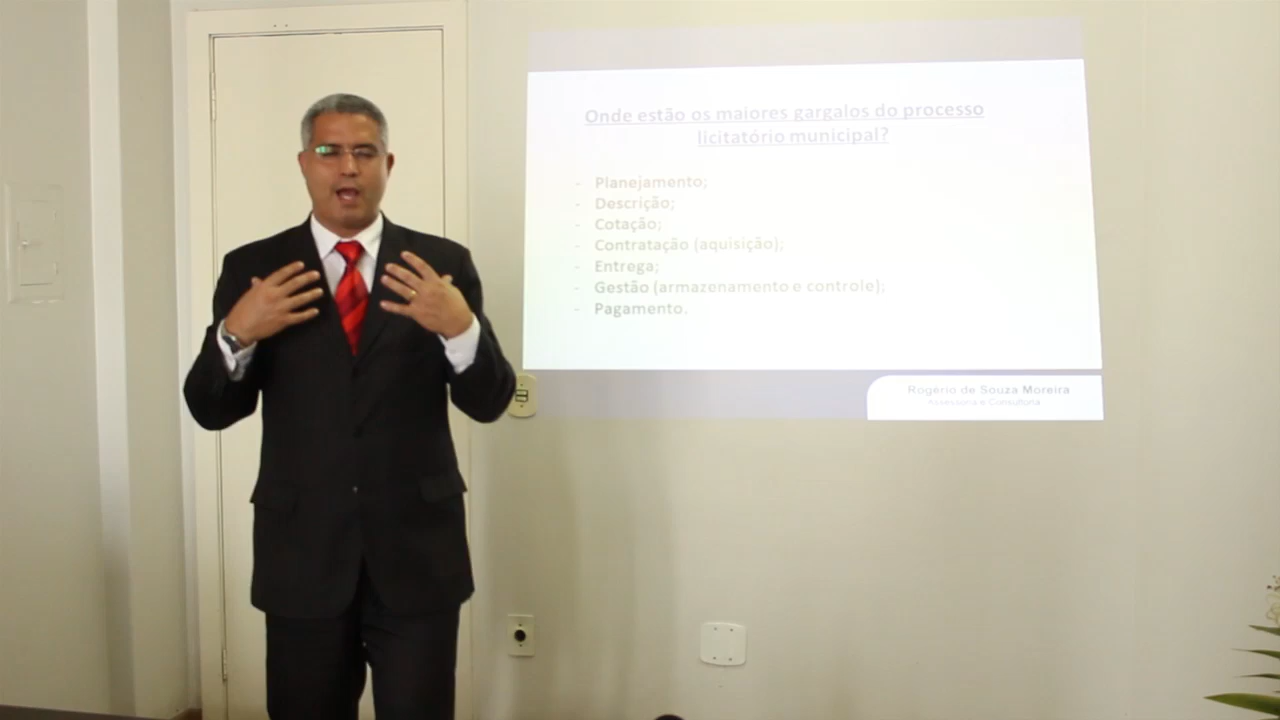 Onde estão os maiores gargalos do processo
licitatório municipal?
- Planejamento;
- Descrição;
- Cotação;
- Contratação (aquisição);
- Entrega;
- Gestão (armazenamento e controle);
- Pagamento.
Rogério de Souza Moreira
Assessoria e Consultoria